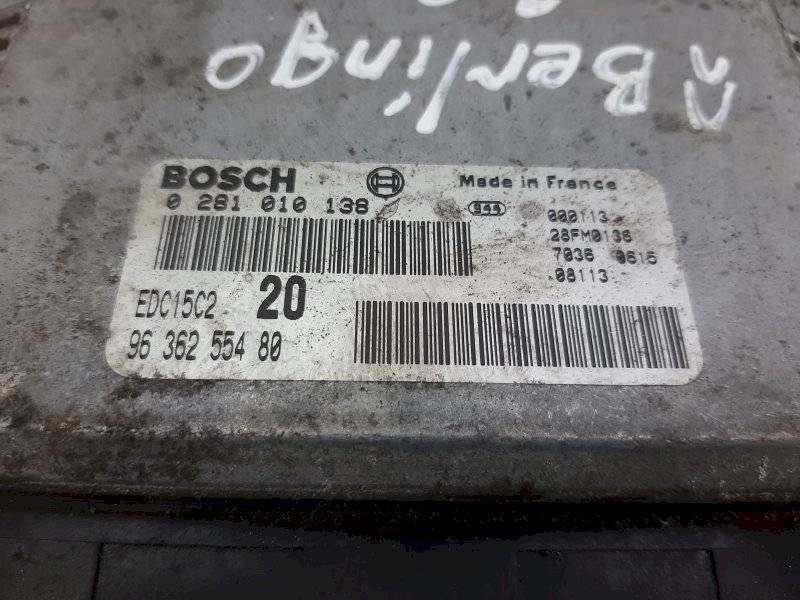 Berlingo
BOSCH
Made in France
0 281 010 138
944
000113
28FM0136
7036 0615
08113
EDC15C2
20
96 362 554 80